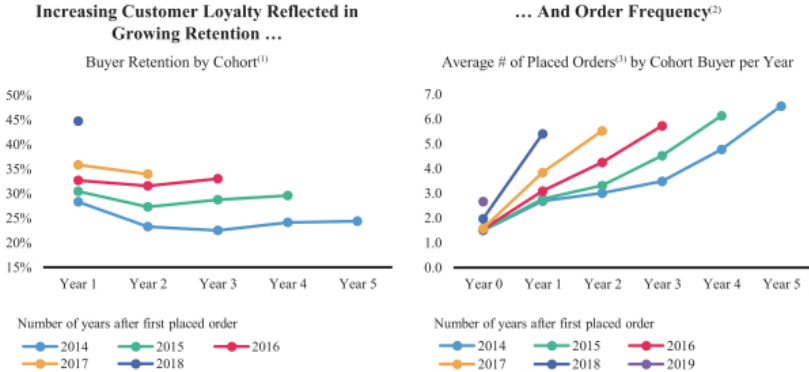 Increasing Customer Loyalty Reflected in
Growing Retention …
Buyer Retention by Cohort(1)
50%
45%
40%
35%
30%
25%
20%
15%
Year 1 Year 2 Year 3 Year 4 Year 5
Number of years after first placed order
2014 2015 2016
2017 2018
… And Order Frequency(2)
Average # of Placed Orders(3) by Cohort Buyer per Year
7.0
6.0
5.0
4.0
3.0
2.0
1.0
0.0
Year 0 Year 1 Year 2 Year 3 Year 4 Year 5
Number of years after first placed order
2014 2015 2016
2017 2018 2019